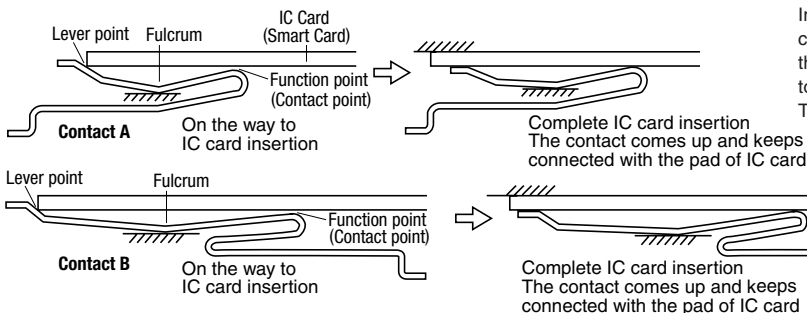 IC Card
(Smart Card)
Lever point
Fulcrum
Function point
(Contact point)
Contact A
On the way to
IC card insertion
Complete IC card insertion
The contact comes up and keeps
connected with the pad of IC card
Lever point
Fulcrum
Function point
(Contact point)
Contact B
On the way to
IC card insertion
Complete IC card insertion
The contact comes up and keeps
connected with the pad of IC card